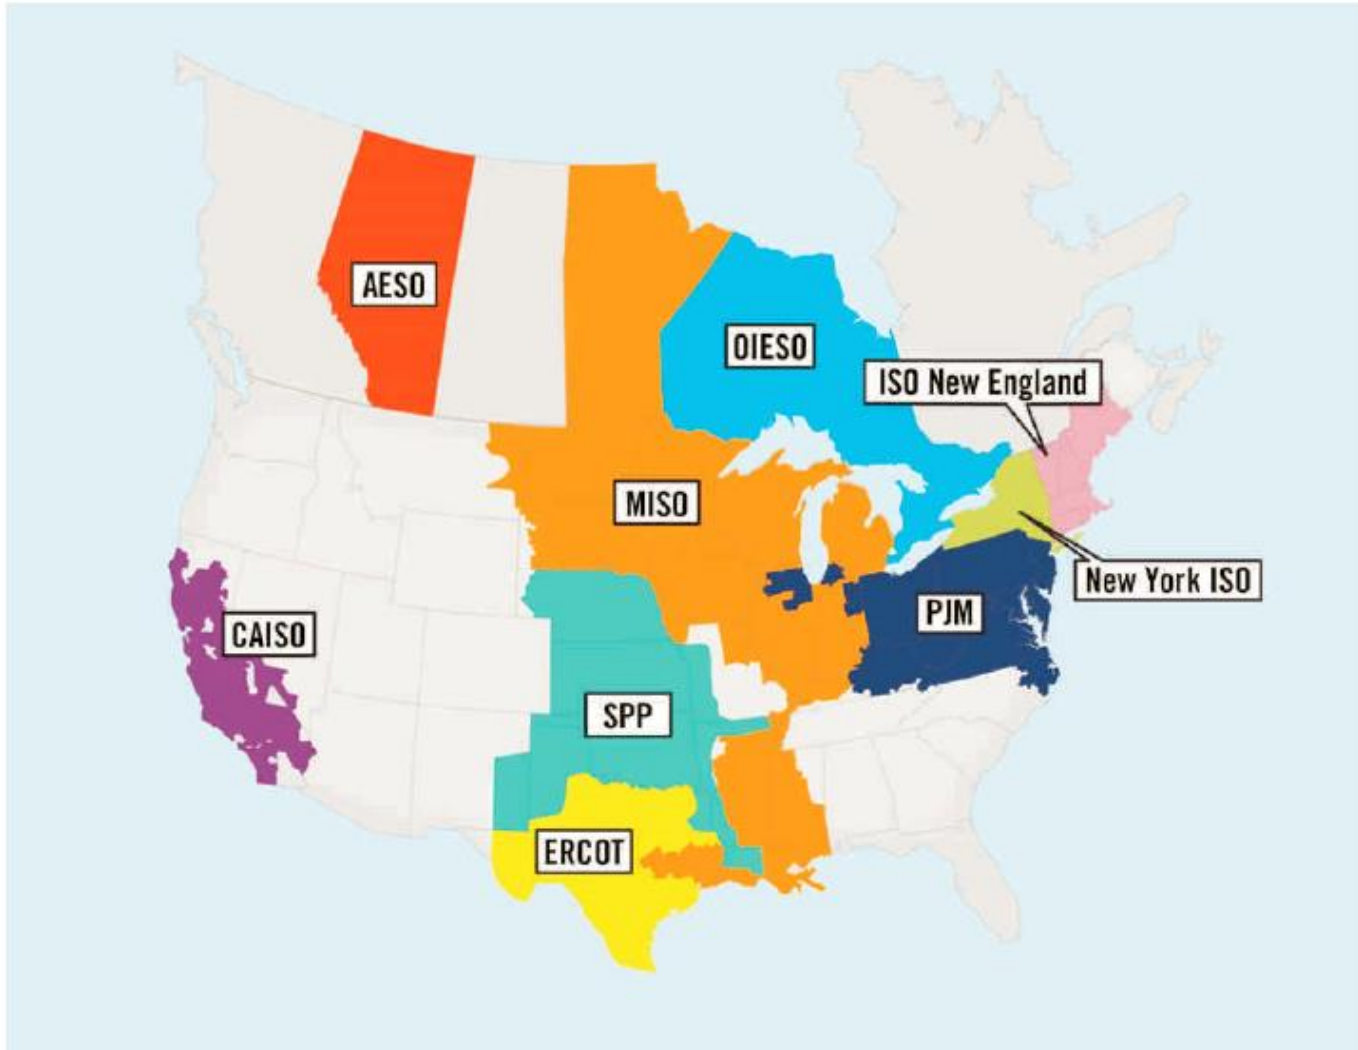 AESO
OIESO
ISO New England
MISO
New York ISO
PJM
CAISO
SPP
ERCOT